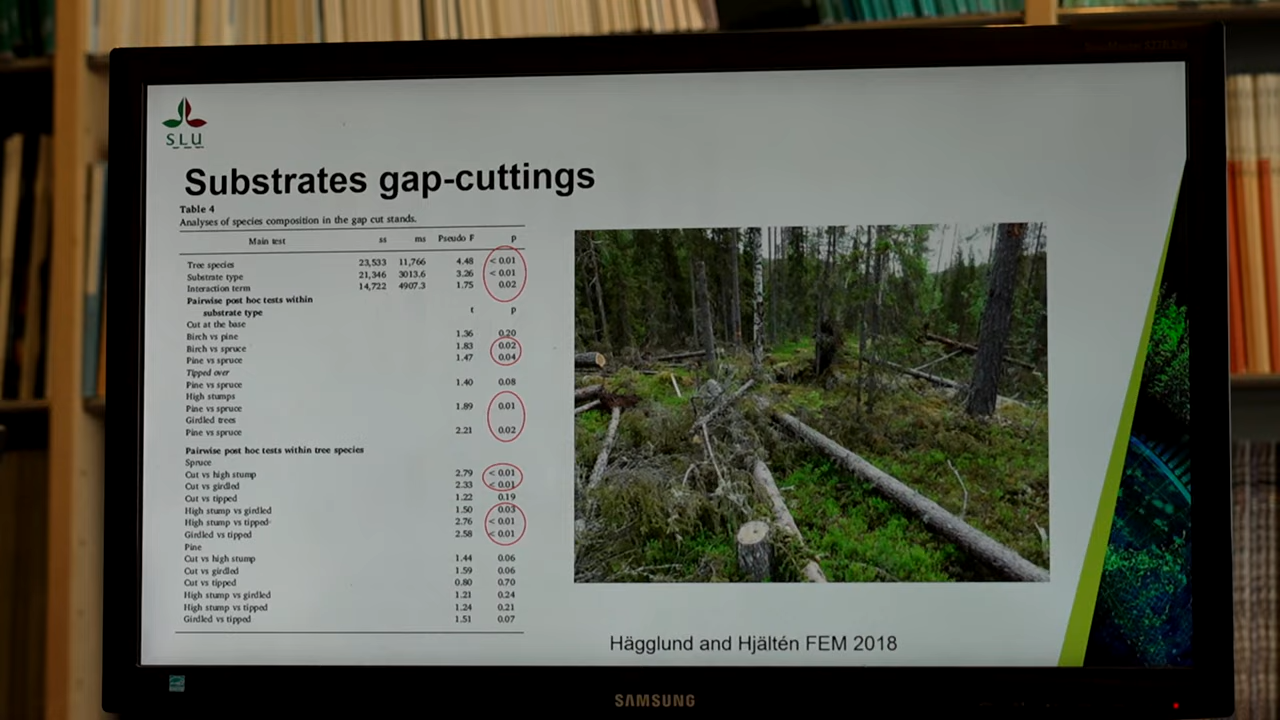 SLU
Substrates gap-cuttings
Table 4
Analyses of species composition in the gap cut stands.
Main test ss ms Pseudo F p
Tree species 23,533 11,766 4.48 < 0.01
Substrate type 21,346 3013.6 3.26 < 0.01
Interaction term 14,722 4907.3 1.75 0.02
Pairwise post hoc tests within
substrate type t p
Cut at the base
Birch vs pine 1.36 0.20
Birch vs spruce 1.83 0.02
Pine vs spruce 1.47 0.04
Tipped over
Pine vs spruce 1.40 0.08
High stumps
Pine vs spruce 1.89 0.01
Girdled trees
Pine vs spruce 2.21 0.02
Pairwise post hoc tests within tree species
Spruce
Cut vs high stump 2.79 < 0.01
Cut vs girdled 2.33 < 0.01
Cut vs tipped 1.22 0.19
High stump vs girdled 1.50 0.03
High stump vs tipped 2.76 < 0.01
Girdled vs tipped 2.58 < 0.01
Pine
Cut vs high stump 1.44 0.06
Cut vs girdled 1.59 0.06
Cut vs tipped 0.80 0.70
High stump vs girdled 1.21 0.24
High stump vs tipped 1.24 0.21
Girdled vs tipped 1.51 0.07
Hägglund and Hjältén FEM 2018
SAMSUNG